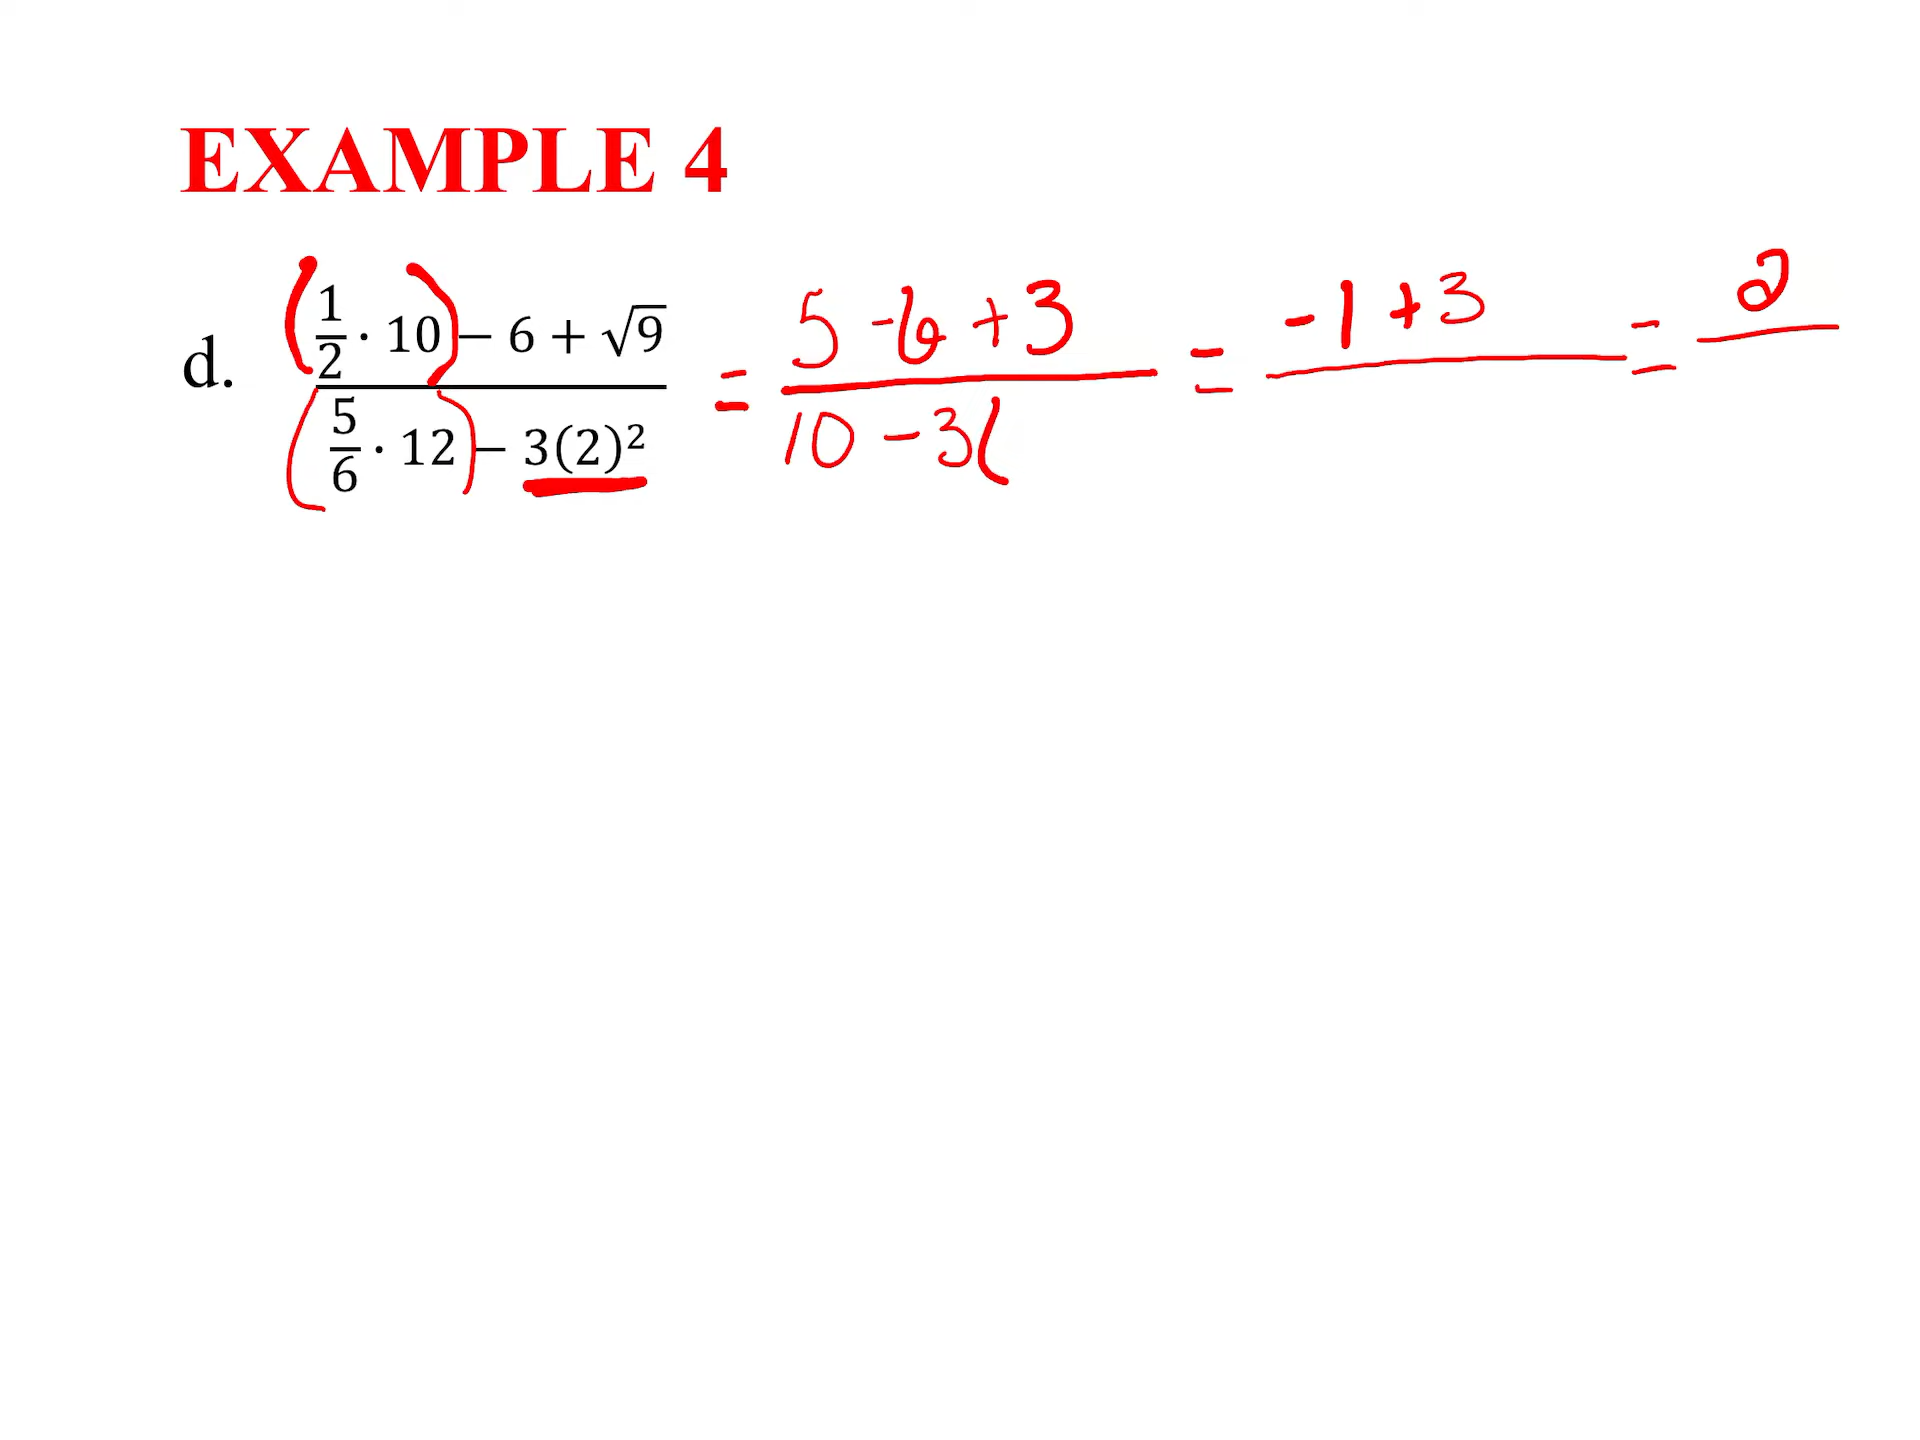 EXAMPLE 4
d. (1/2 · 10) − 6 + √9 / (5/6 · 12) − 3(2)² = 5 - 6 + 3 / 10 - 3( = -1 + 3 / = 2 /